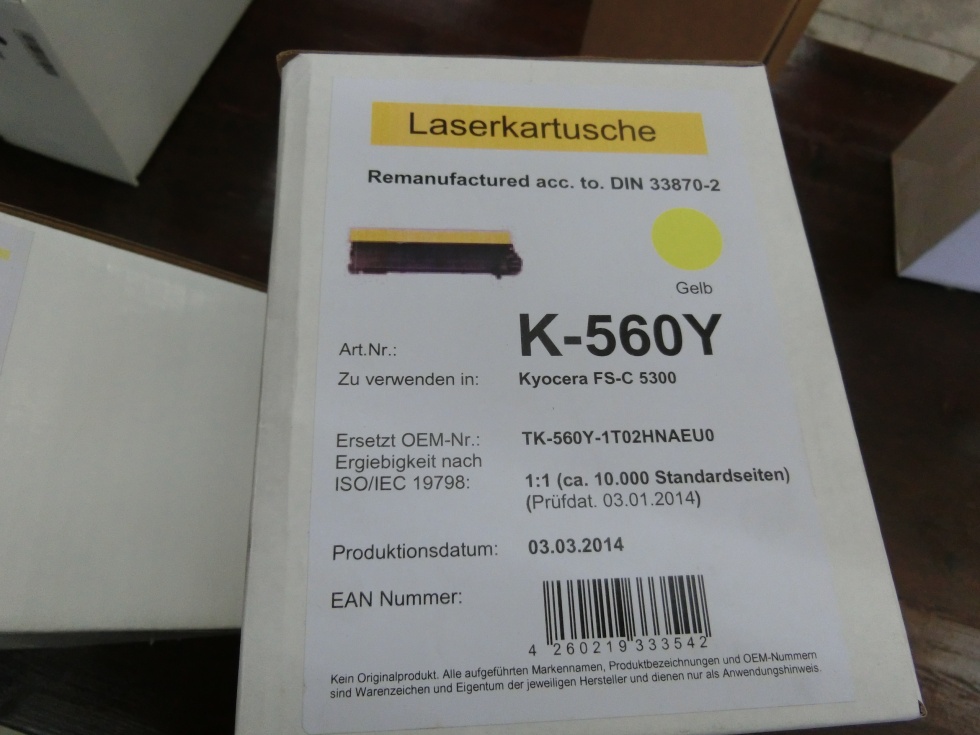 Laserkartusche
Remanufactured acc. to. DIN 33870-2
Gelb
Art.Nr.: K-560Y
Zu verwenden in: Kyocera FS-C 5300
Ersetzt OEM-Nr.: TK-560Y-1T02HNAEU0
Ergiebigkeit nach
ISO/IEC 19798: 1:1 (ca. 10.000 Standardseiten)
(Prüfdat. 03.01.2014)
Produktionsdatum: 03.03.2014
EAN Nummer:
4 260219 333542
Kein Originalprodukt. Alle aufgeführten Markennamen, Produktbezeichnungen und OEM-Nummern
sind Warenzeichen und Eigentum der jeweiligen Hersteller und dienen nur als Anwendungshinweis.